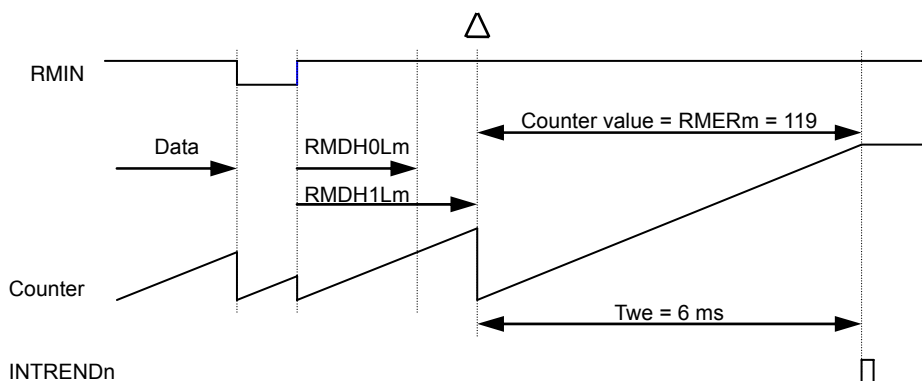 Δ
RMIN
Counter value = RMERm = 119
Data
RMDH0Lm
RMDH1Lm
Counter
Twe = 6 ms
INTRENDn